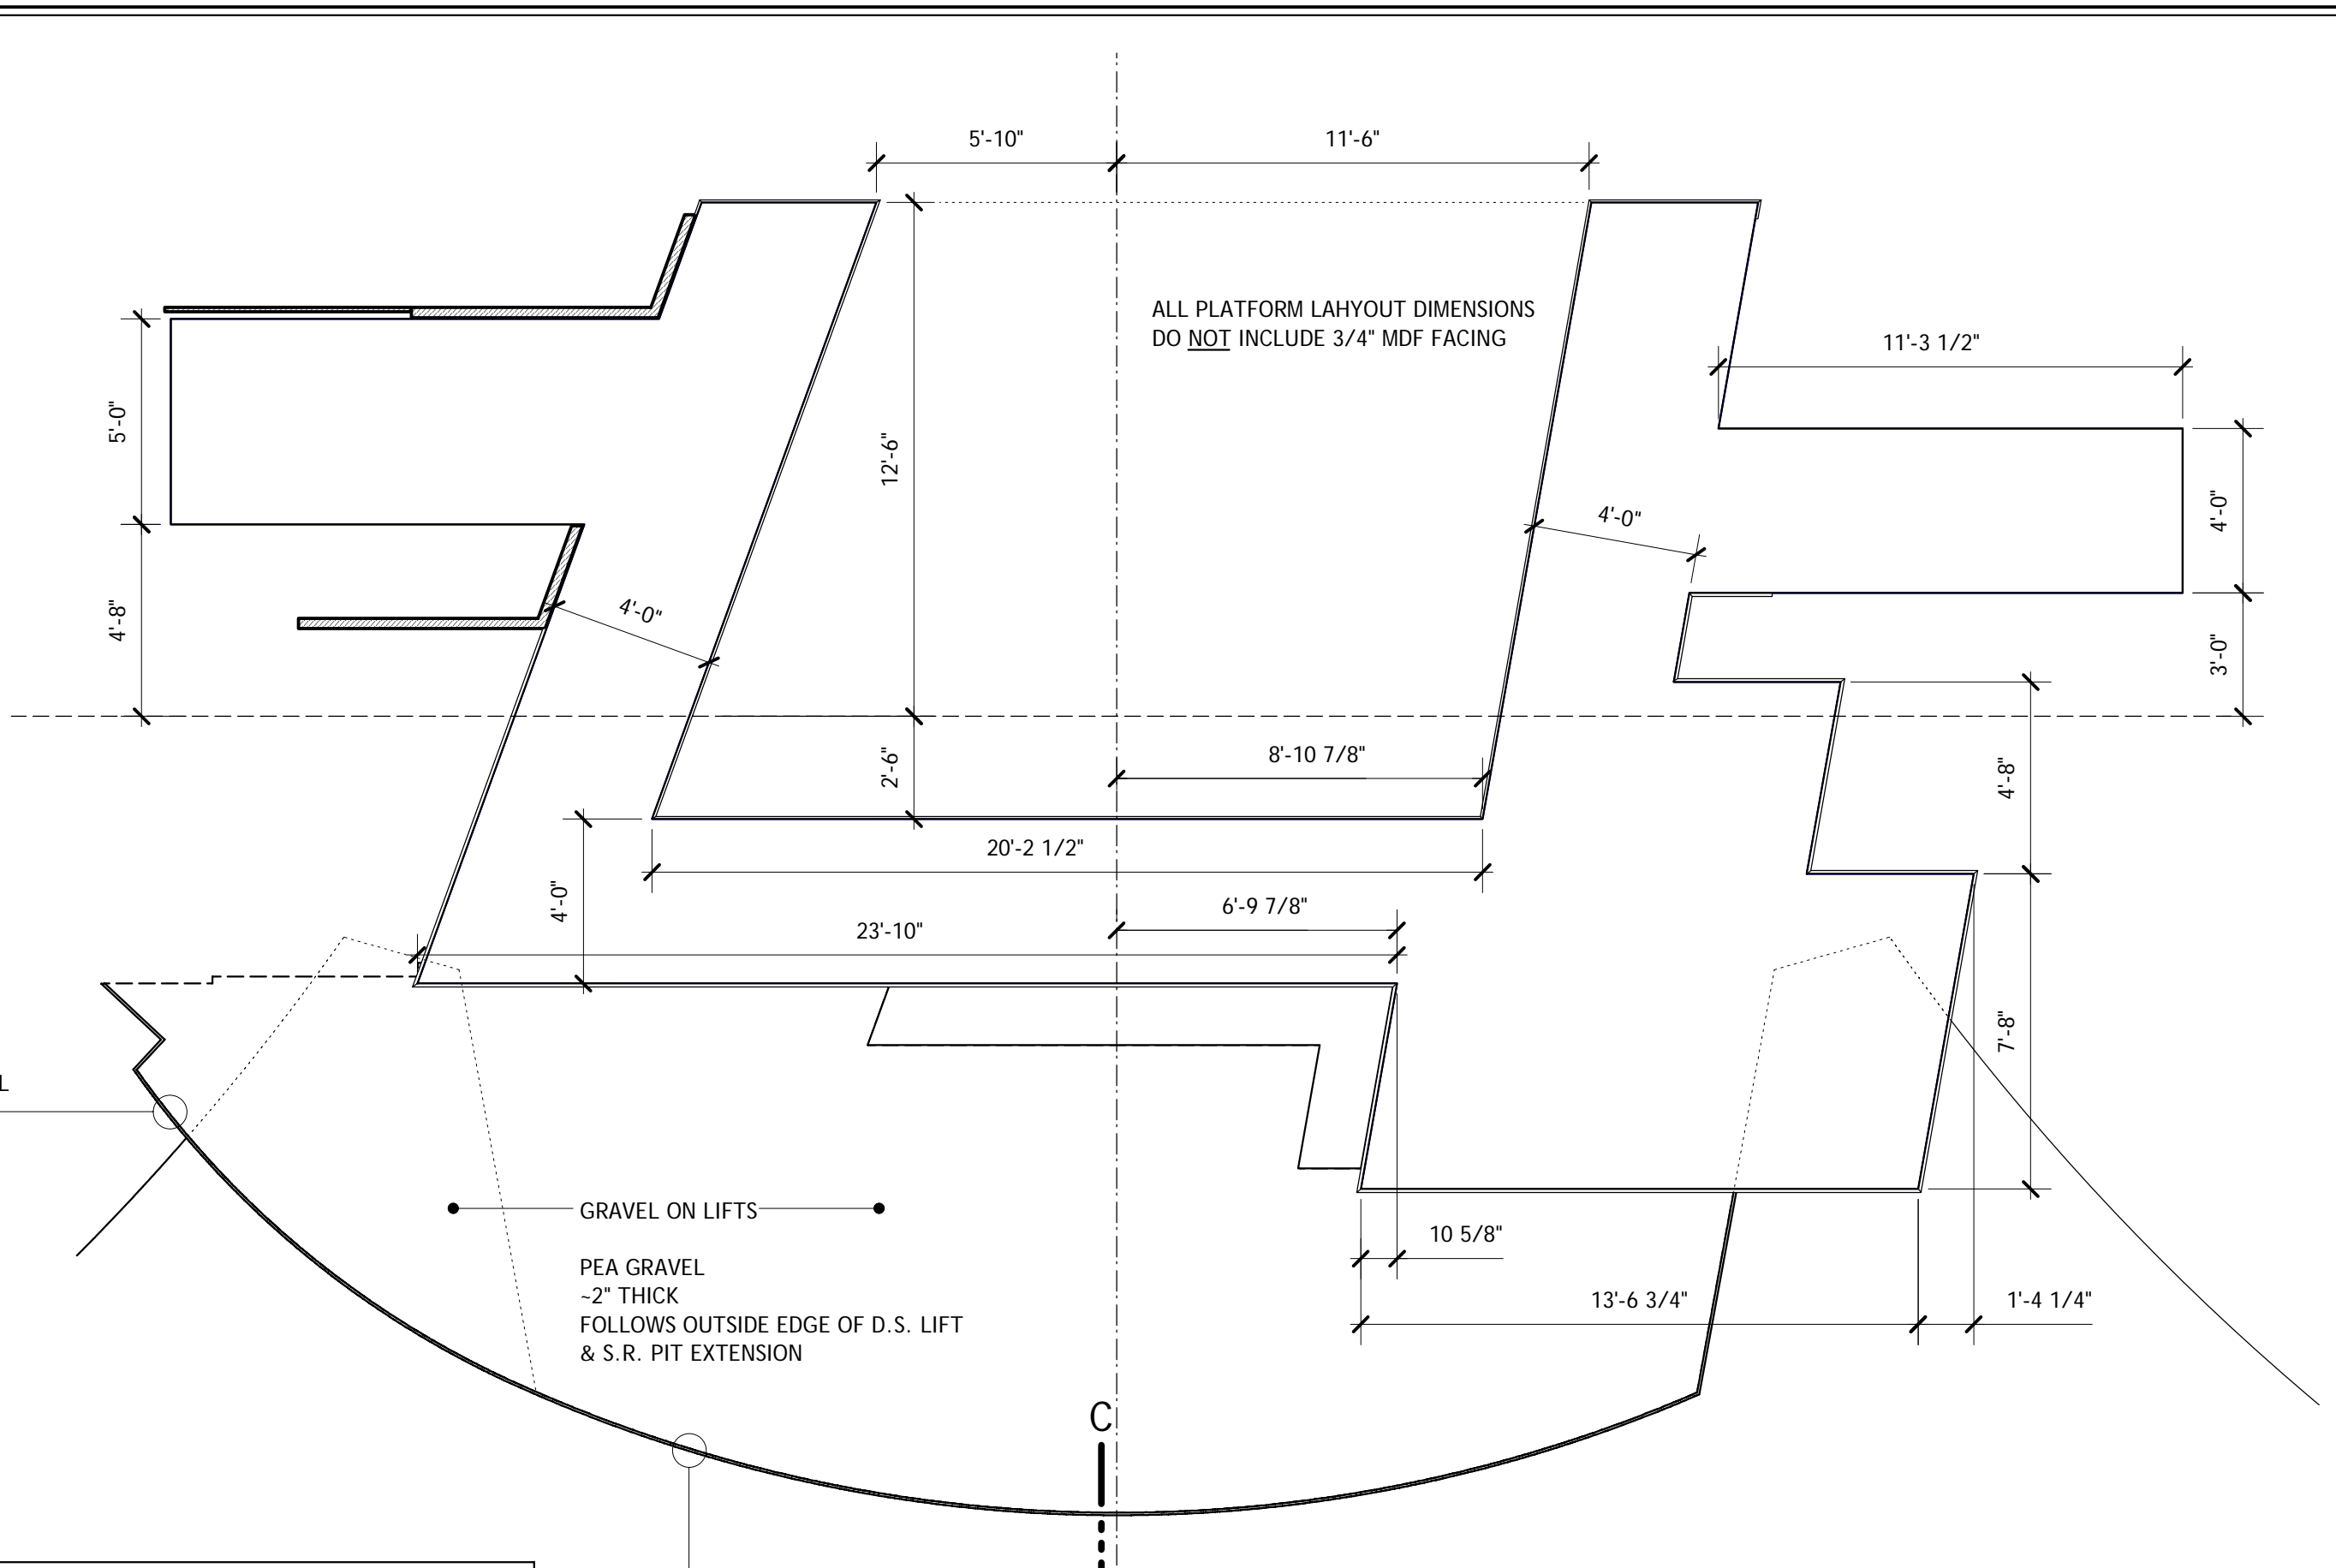 5'-10"
11'-6"
ALL PLATFORM LAHYOUT DIMENSIONS
DO NOT INCLUDE 3/4" MDF FACING
11'-3 1/2"
5'-0"
12'-6"
4'-0"
4'-0"
4'-0"
4'-8"
3'-0"
2'-6"
8'-10 7/8"
4'-8"
20'-2 1/2"
4'-0"
6'-9 7/8"
23'-10"
7'-8"
L
GRAVEL ON LIFTS
10 5/8"
PEA GRAVEL
~2" THICK
13'-6 3/4"
1'-4 1/4"
FOLLOWS OUTSIDE EDGE OF D.S. LIFT
& S.R. PIT EXTENSION
C